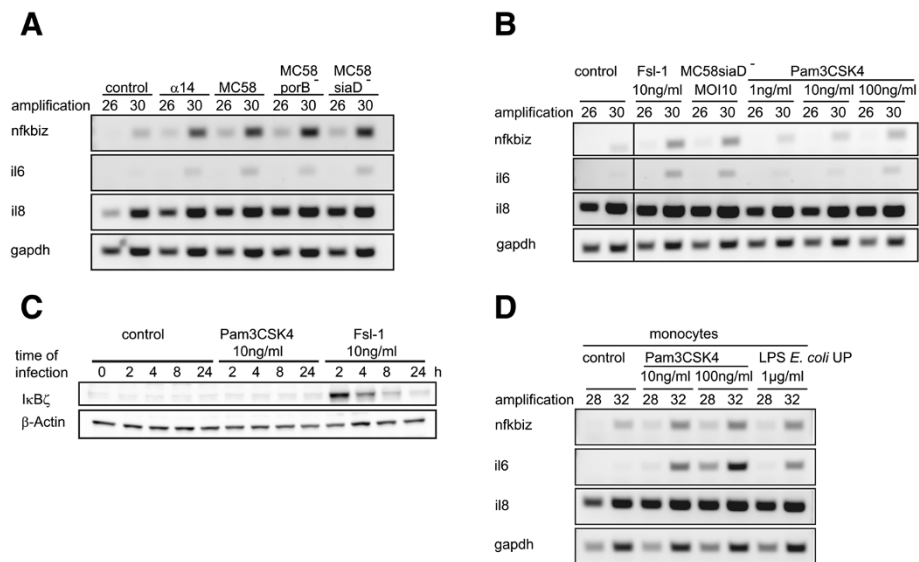 A
control α14 MC58 MC58 porB⁻ MC58 siaD⁻
amplification 26 30 26 30 26 30 26 30 26 30
nfkbiz
il6
il8
gapdh
B
control Fsl-1 10ng/ml MC58siaD⁻ MOI10 Pam3CSK4
1ng/ml 10ng/ml 100ng/ml
amplification 26 30 26 30 26 30 26 30 26 30 26 30
nfkbiz
il6
il8
gapdh
C
control Pam3CSK4 10ng/ml Fsl-1 10ng/ml
time of
infection 0 2 4 8 24 2 4 8 24 2 4 8 24 h
IκBζ
β-Actin
D
monocytes
control Pam3CSK4 LPS E. coli UP
10ng/ml 100ng/ml 1µg/ml
amplification 28 32 28 32 28 32 28 32
nfkbiz
il6
il8
gapdh